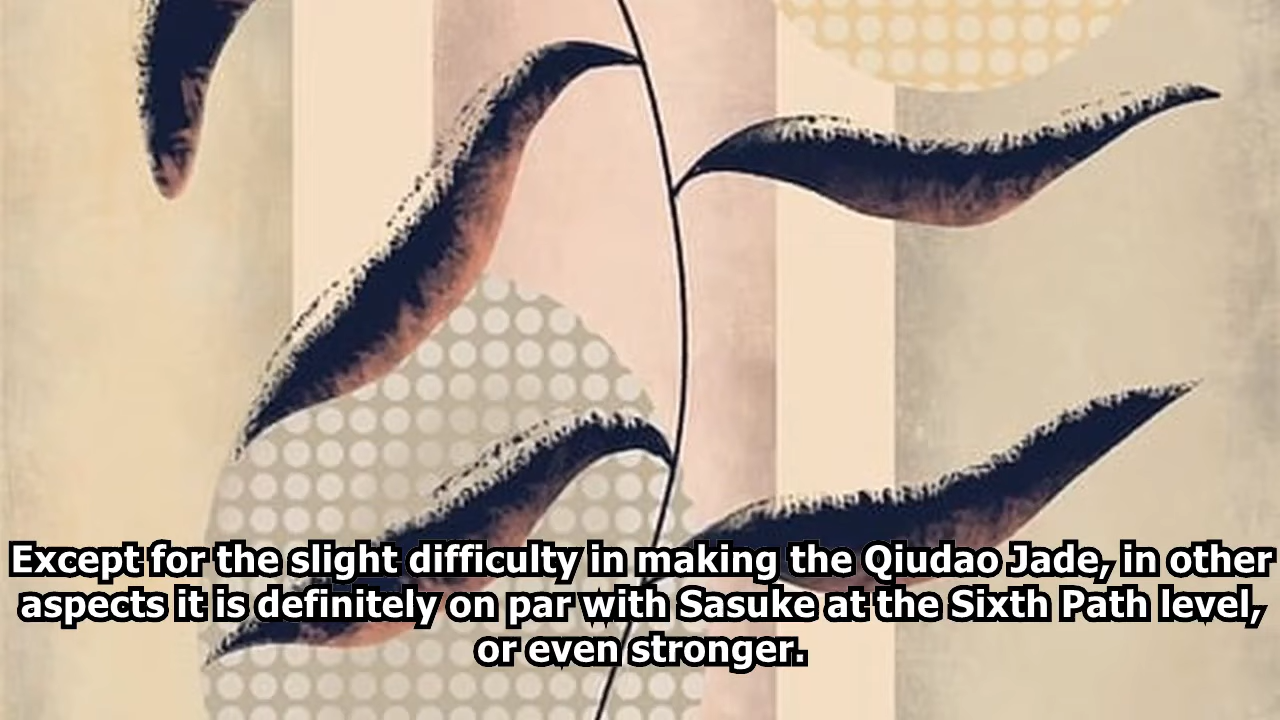 Except for the slight difficulty in making the Qiudao Jade, in other
aspects it is definitely on par with Sasuke at the Sixth Path level,
or even stronger.